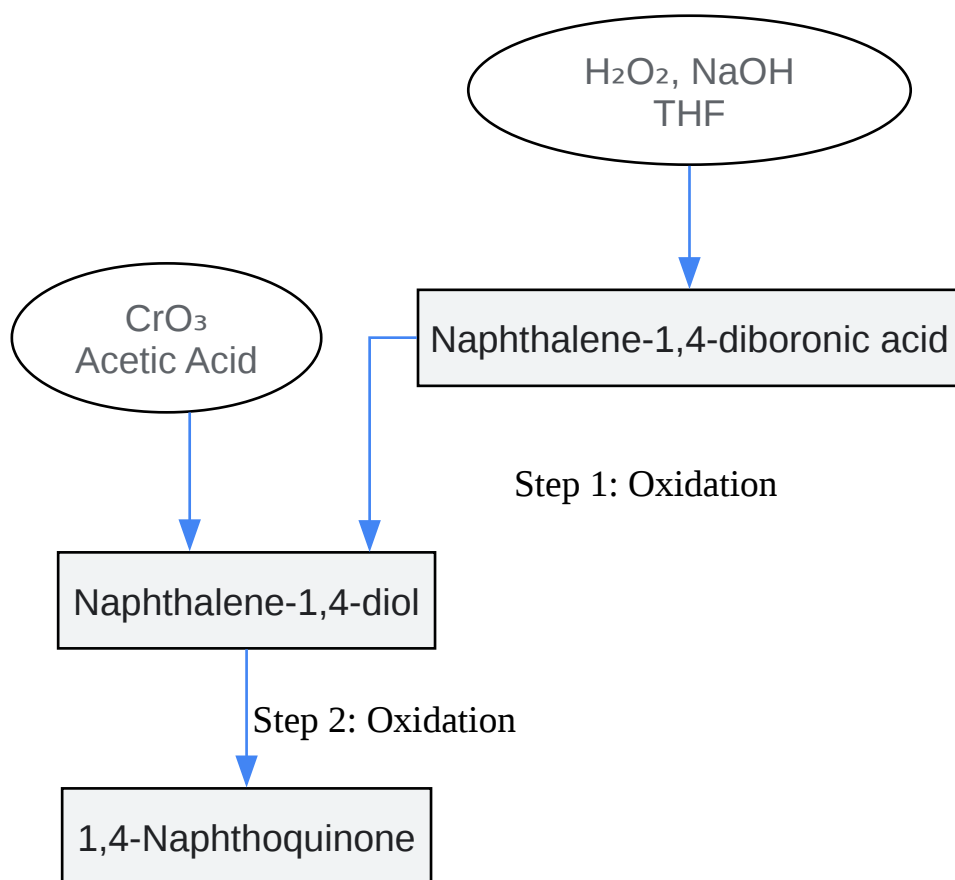 H₂O₂, NaOH
THF
CrO₃
Acetic Acid
Naphthalene-1,4-diboronic acid
Step 1: Oxidation
Naphthalene-1,4-diol
Step 2: Oxidation
1,4-Naphthoquinone